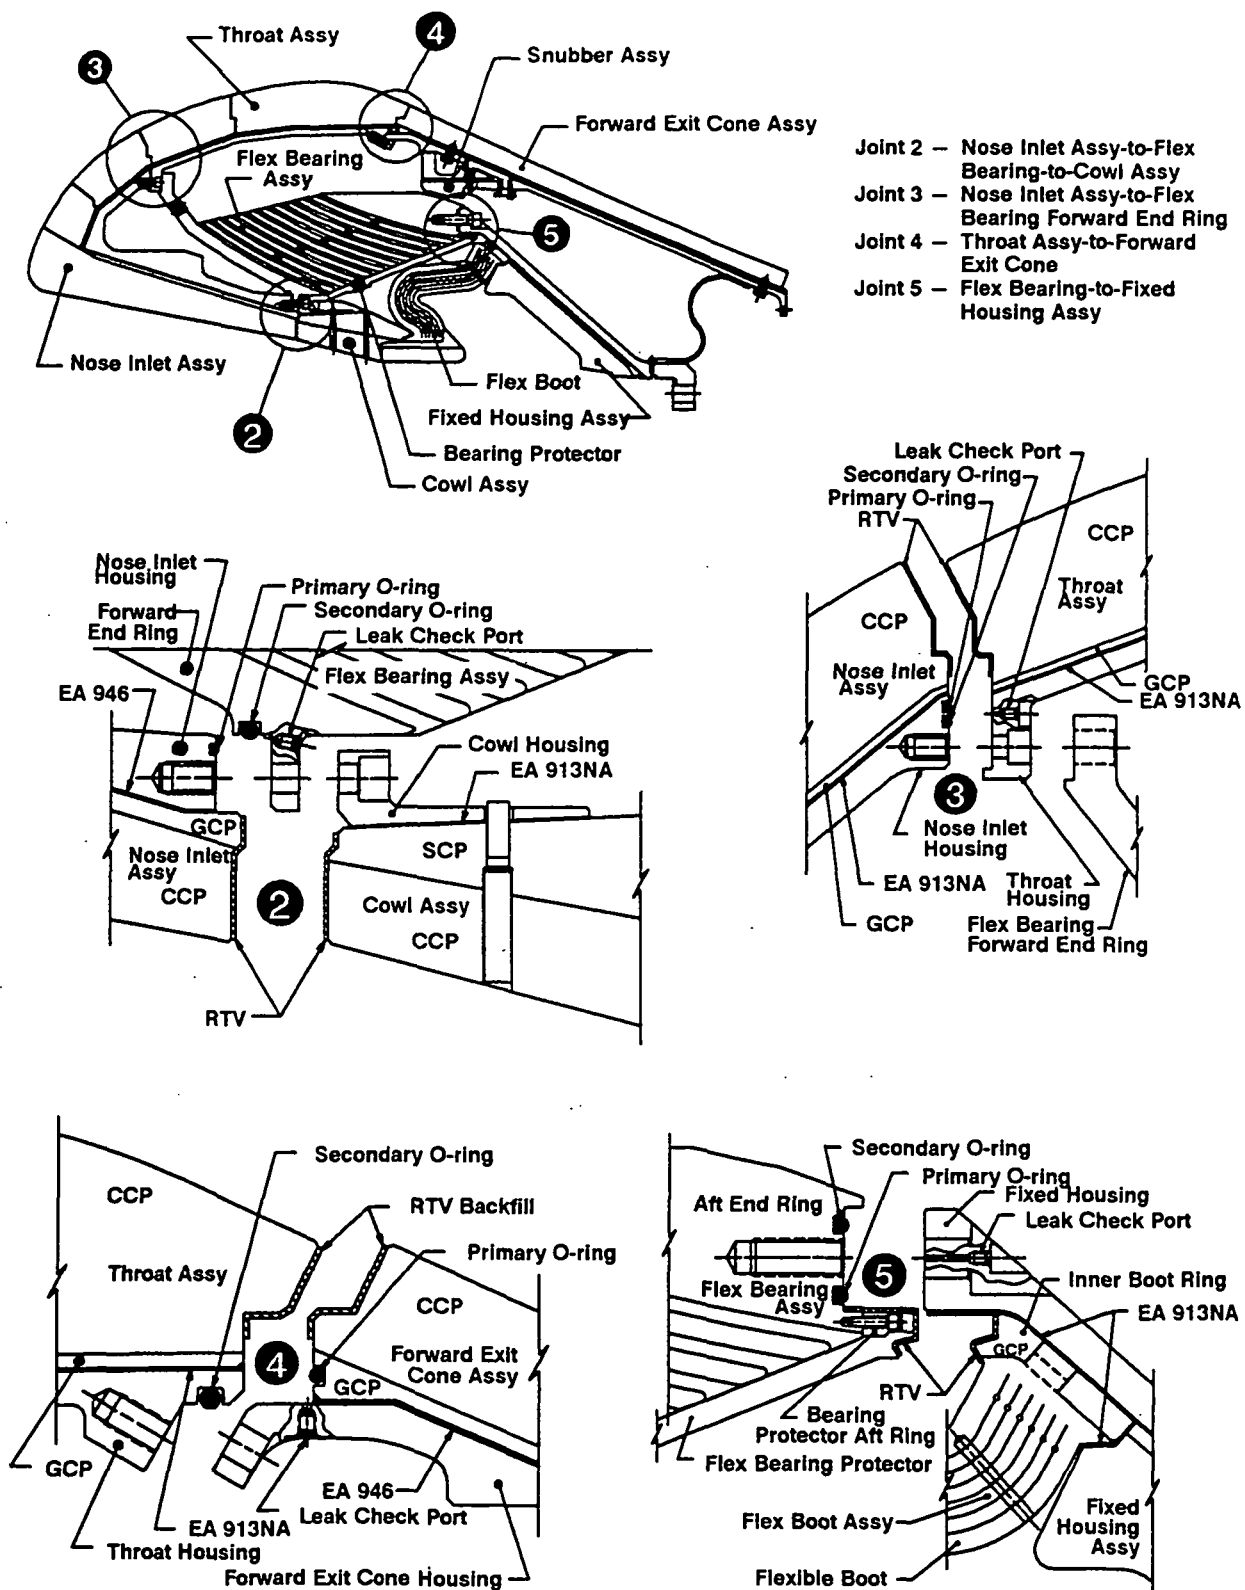 Throat Assy
4
Snubber Assy
3
Forward Exit Cone Assy
Flex Bearing
Assy
5
Nose Inlet Assy
Flex Boot
2
Fixed Housing Assy
Bearing Protector
Cowl Assy
Joint 2 – Nose Inlet Assy-to-Flex
Bearing-to-Cowl Assy
Joint 3 – Nose Inlet Assy-to-Flex
Bearing Forward End Ring
Joint 4 – Throat Assy-to-Forward
Exit Cone
Joint 5 – Flex Bearing-to-Fixed
Housing Assy
Nose Inlet
Housing
Primary O-ring
Forward
End Ring
Secondary O-ring
Leak Check Port
Flex Bearing Assy
EA 946
Cowl Housing
EA 913NA
GCP
Nose Inlet
Assy
SCP
CCP
2
Cowl Assy
CCP
RTV
Leak Check Port
Secondary O-ring
Primary O-ring
RTV
CCP
Throat
Assy
CCP
Nose Inlet
Assy
GCP
EA 913NA
3
Nose Inlet
Housing
EA 913NA
Throat
Housing
GCP
Flex Bearing
Forward End Ring
Secondary O-ring
CCP
RTV Backfill
Primary O-ring
Throat Assy
CCP
4
Forward Exit
Cone Assy
GCP
GCP
EA 946
EA 913NA
Leak Check Port
Throat Housing
Forward Exit Cone Housing
Secondary O-ring
Primary O-ring
Aft End Ring
Fixed Housing
Leak Check Port
5
Flex Bearing
Assy
Inner Boot Ring
EA 913NA
GCP
RTV
Bearing
Protector Aft Ring
Flex Bearing Protector
Flex Boot Assy
Fixed
Housing
Assy
Flexible Boot